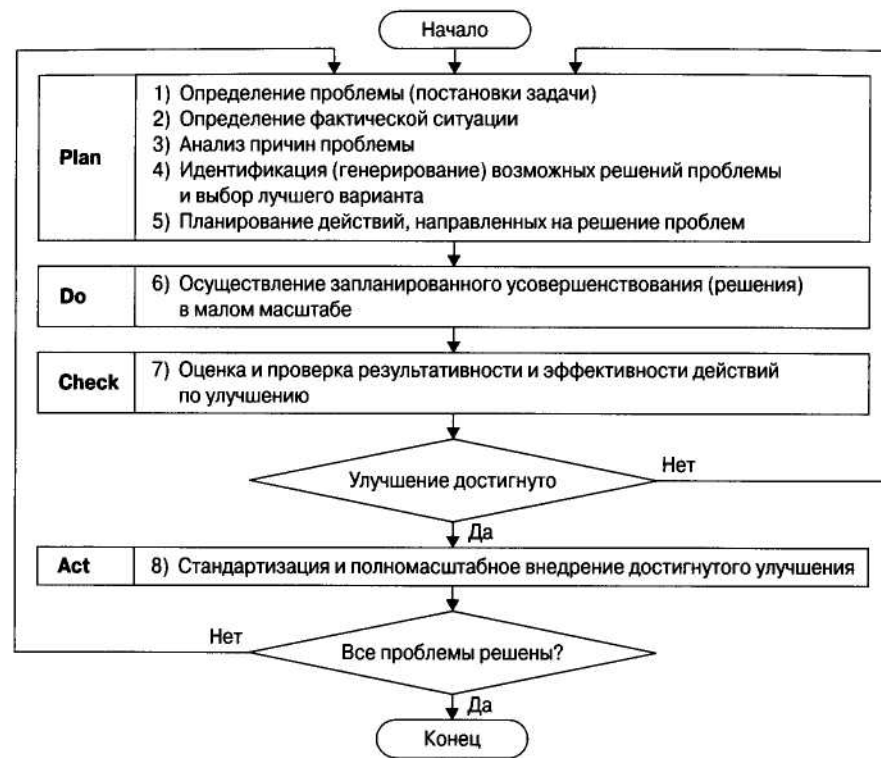 Начало
Plan
1) Определение проблемы (постановки задачи)
2) Определение фактической ситуации
3) Анализ причин проблемы
4) Идентификация (генерирование) возможных решений проблемы
и выбор лучшего варианта
5) Планирование действий, направленных на решение проблем
Do
6) Осуществление запланированного усовершенствования (решения)
в малом масштабе
Check
7) Оценка и проверка результативности и эффективности действий
по улучшению
Улучшение достигнуто
Нет
Да
Act
8) Стандартизация и полномасштабное внедрение достигнутого улучшения
Нет
Все проблемы решены?
Да
Конец